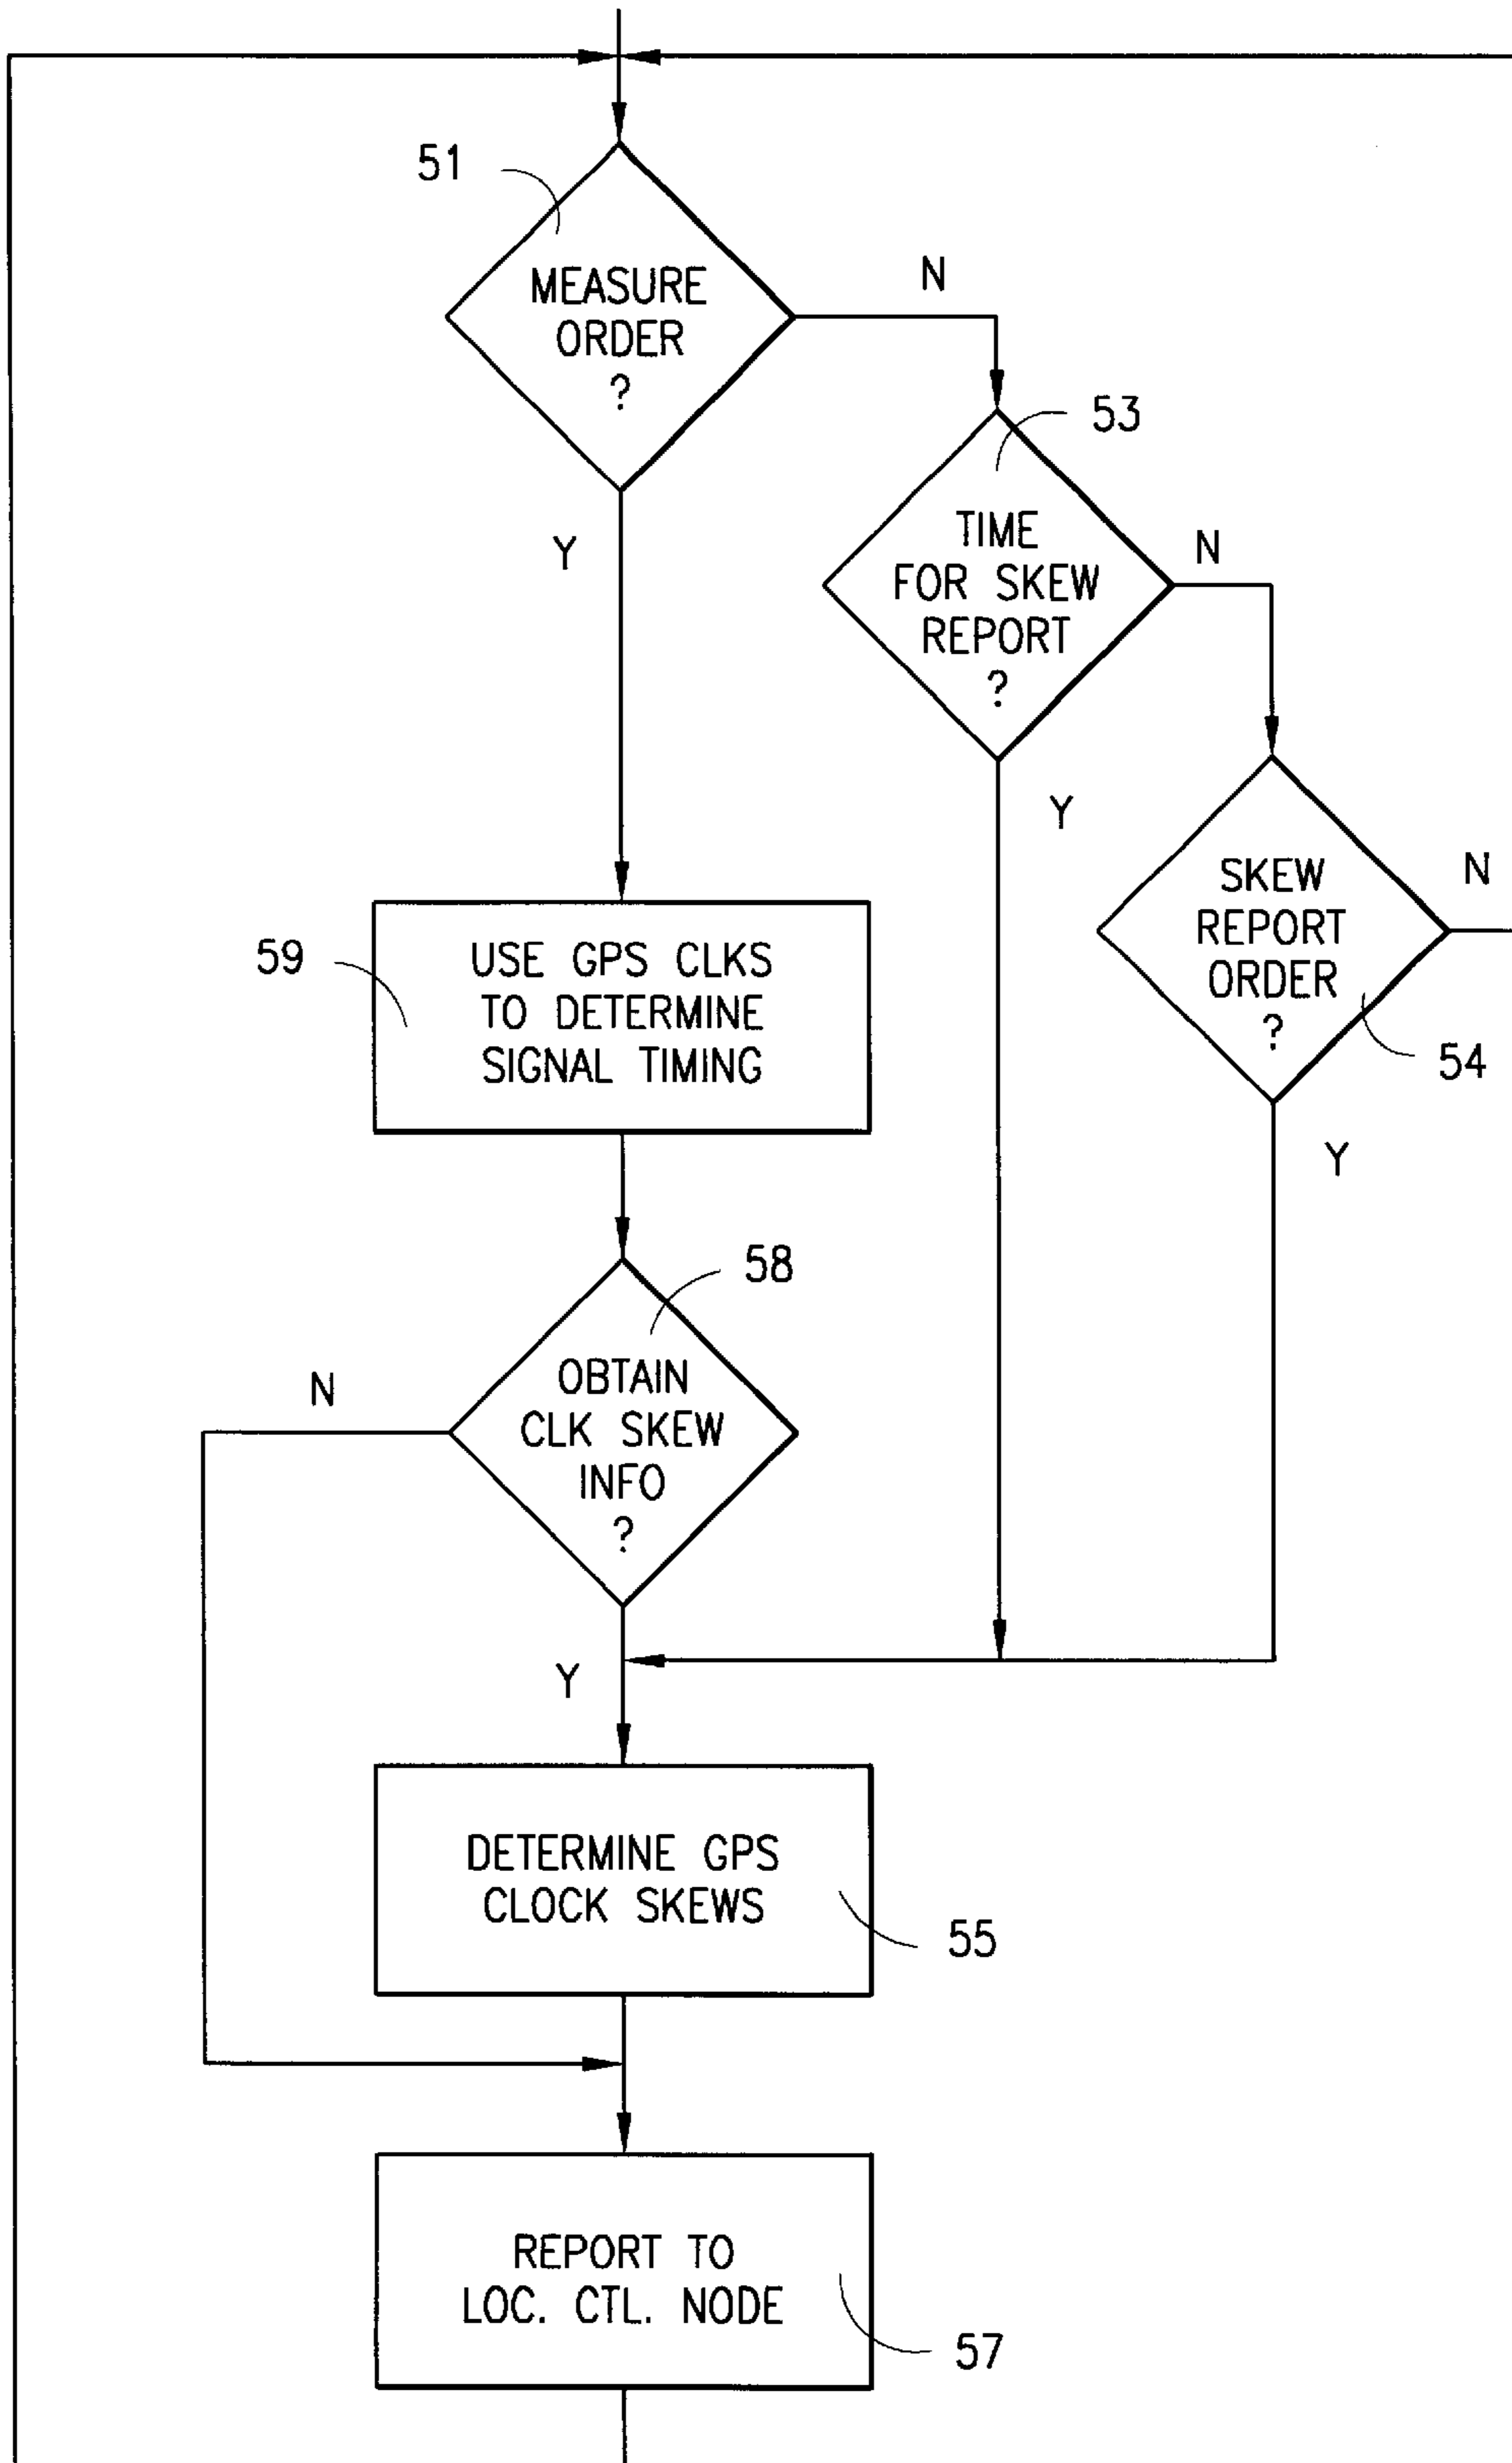 51
MEASURE
ORDER
?
N
Y
53
TIME
FOR SKEW
REPORT
?
N
Y
SKEW
REPORT
ORDER
?
N
54
Y
59
USE GPS CLKS
TO DETERMINE
SIGNAL TIMING
58
OBTAIN
CLK SKEW
INFO
?
N
Y
DETERMINE GPS
CLOCK SKEWS
55
REPORT TO
LOC. CTL. NODE
57